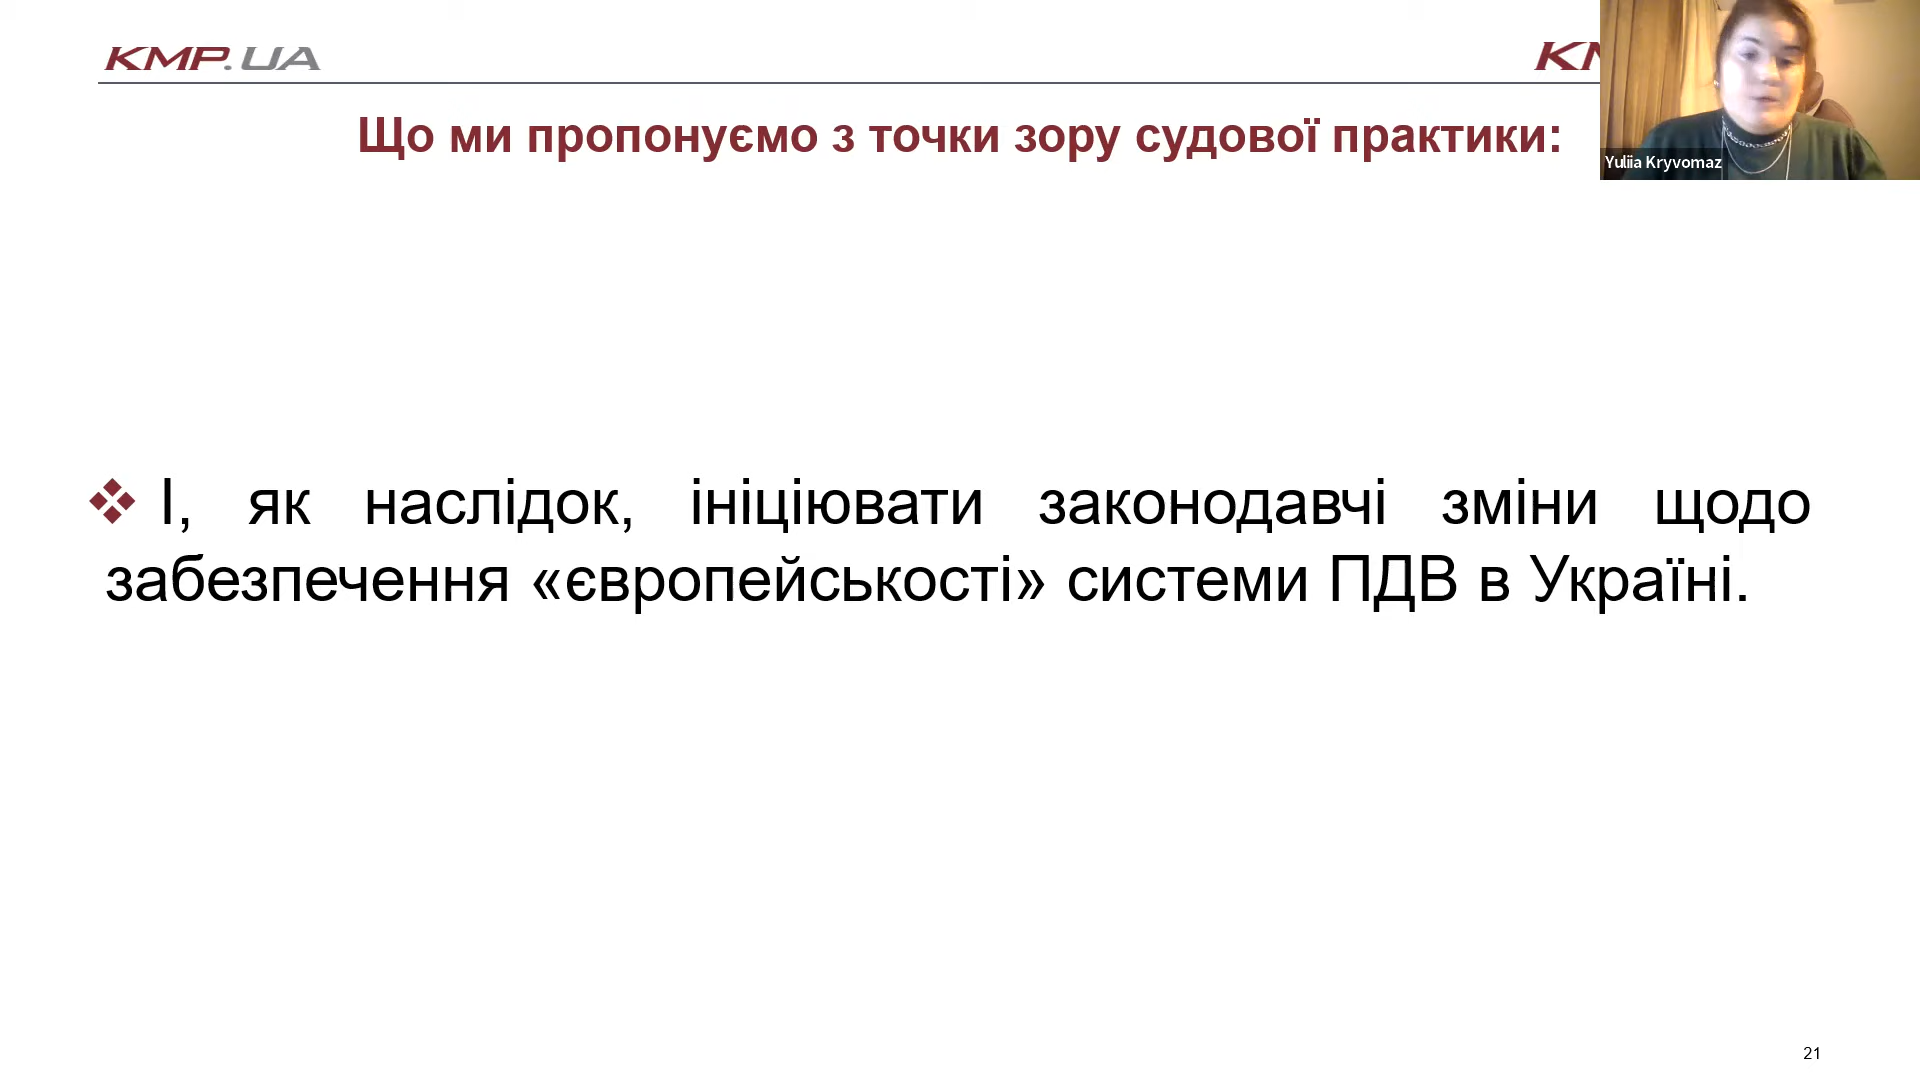 KMP.UA
Що ми пропонуємо з точки зору судової практики:
Yuliia Kryvomaz
І, як наслідок, ініціювати законодавчі зміни щодо
забезпечення «європейськості» системи ПДВ в Україні.
21